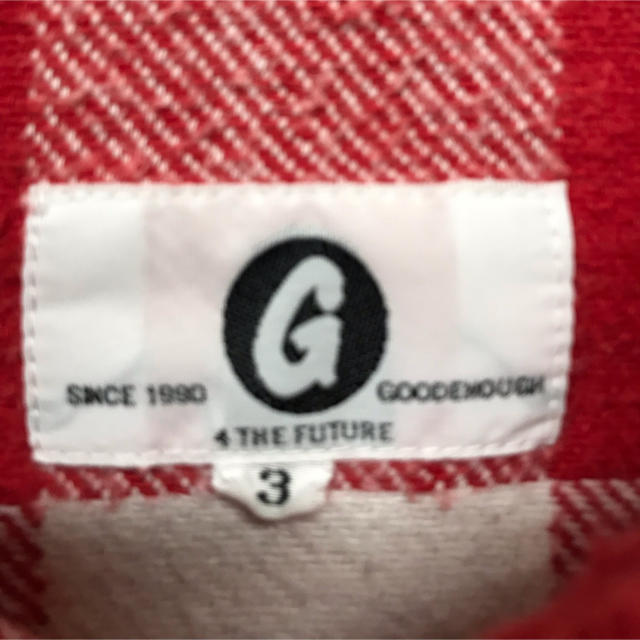 G
SINCE 1990 GOODENOUGH
4 THE FUTURE
3